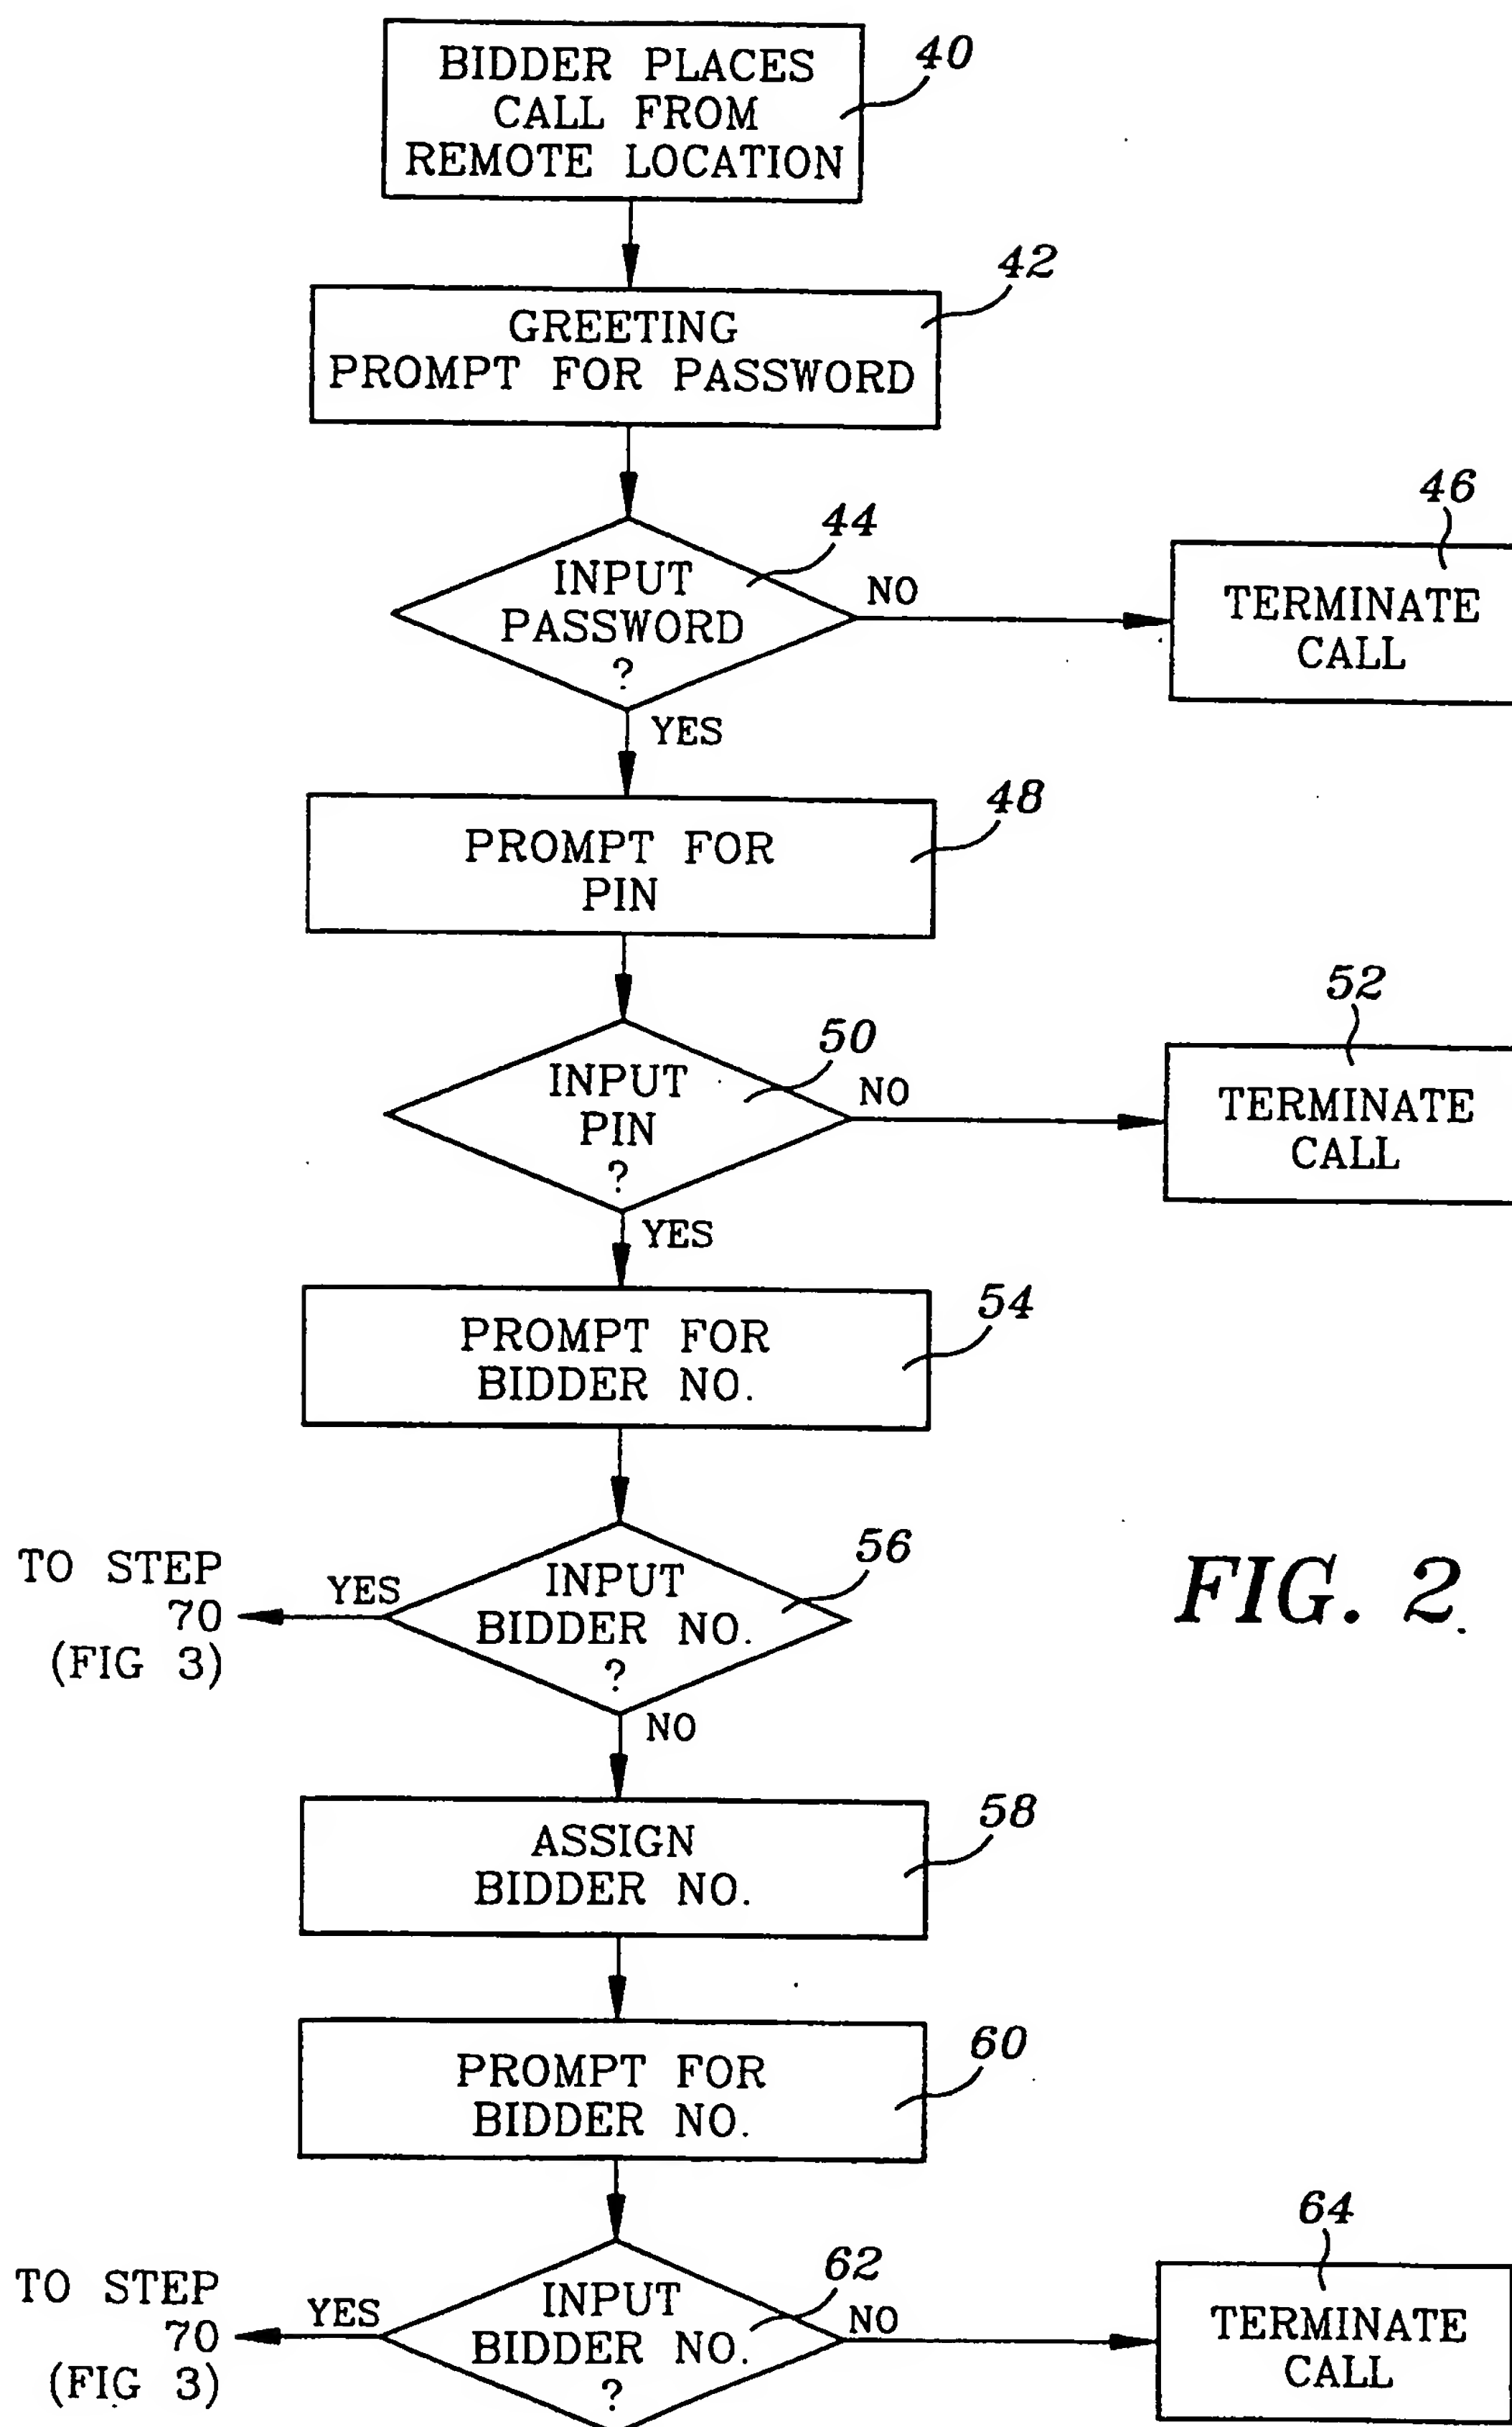 40
BIDDER PLACES
CALL FROM
REMOTE LOCATION
42
GREETING
PROMPT FOR PASSWORD
44
INPUT
PASSWORD
?
NO
46
TERMINATE
CALL
YES
48
PROMPT FOR
PIN
50
INPUT
PIN
?
NO
52
TERMINATE
CALL
YES
54
PROMPT FOR
BIDDER NO.
56
INPUT
BIDDER NO.
?
YES
TO STEP
70
(FIG 3)
FIG. 2
NO
58
ASSIGN
BIDDER NO.
60
PROMPT FOR
BIDDER NO.
62
INPUT
BIDDER NO.
?
YES
TO STEP
70
(FIG 3)
NO
64
TERMINATE
CALL